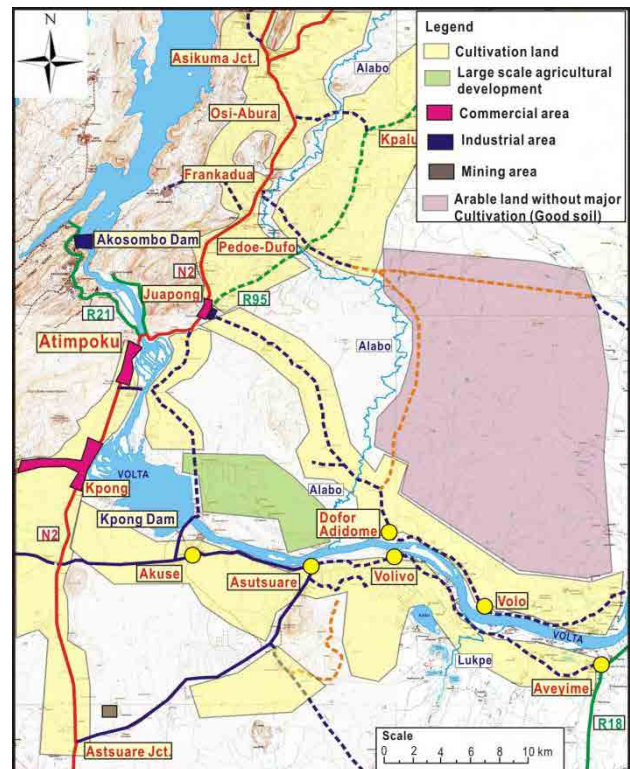 N
Legend
Cultivation land
Large scale agricultural
development
Commercial area
Industrial area
Mining area
Arable land without major
Cultivation (Good soil)
Asikuma Jct.
Alabo
Osi-Abura
Kpalu
Frankadua
Akosombo Dam
Pedoe-Dufo
N2
Juapong
R95
R21
Alabo
Atimpoku
VOLTA
Kpong
Alabo
Kpong Dam
Dofor
Adidome
N2
Akuse
Asutsuare
Volivo
Volo
VOLTA
Lukpe
Aveyime
R18
Astsuare Jct.
Scale
0 2 4 6 8 10 km